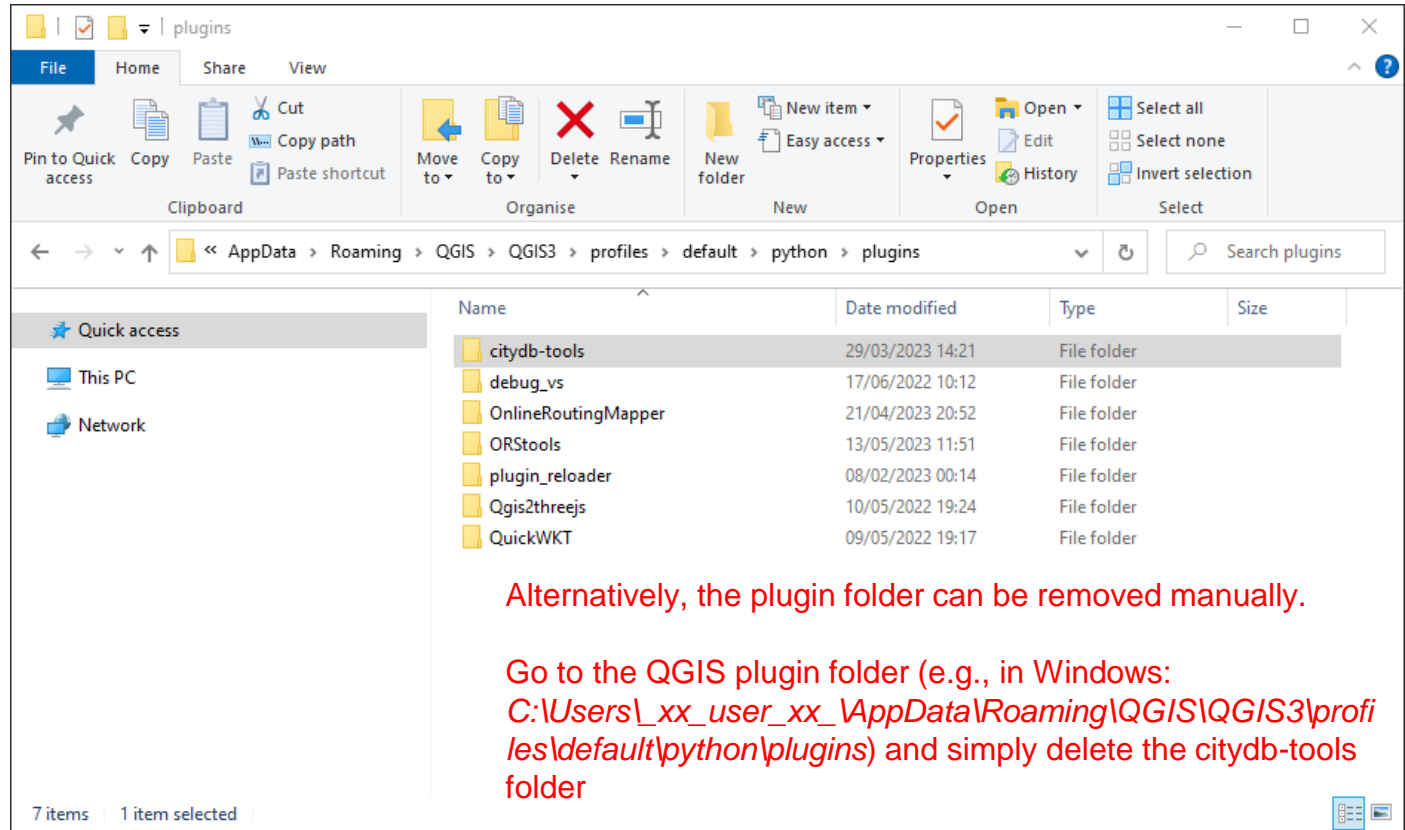 plugins
File Home Share View
Pin to Quick access
Copy
Paste
Cut
Copy path
Paste shortcut
Clipboard
Move to
Copy to
Delete
Rename
Organise
New folder
New item
Easy access
New
Properties
Open
Edit
History
Open
Select all
Select none
Invert selection
Select
« AppData > Roaming > QGIS > QGIS3 > profiles > default > python > plugins
Search plugins
Quick access
This PC
Network
Name Date modified Type Size
citydb-tools 29/03/2023 14:21 File folder
debug_vs 17/06/2022 10:12 File folder
OnlineRoutingMapper 21/04/2023 20:52 File folder
ORStools 13/05/2023 11:51 File folder
plugin_reloader 08/02/2023 00:14 File folder
Qgis2threejs 10/05/2022 19:24 File folder
QuickWKT 09/05/2022 19:17 File folder
Alternatively, the plugin folder can be removed manually.
Go to the QGIS plugin folder (e.g., in Windows:
C:\Users\_xx_user_xx_\AppData\Roaming\QGIS\QGIS3\profi
les\default\python\plugins) and simply delete the citydb-tools
folder
7 items 1 item selected